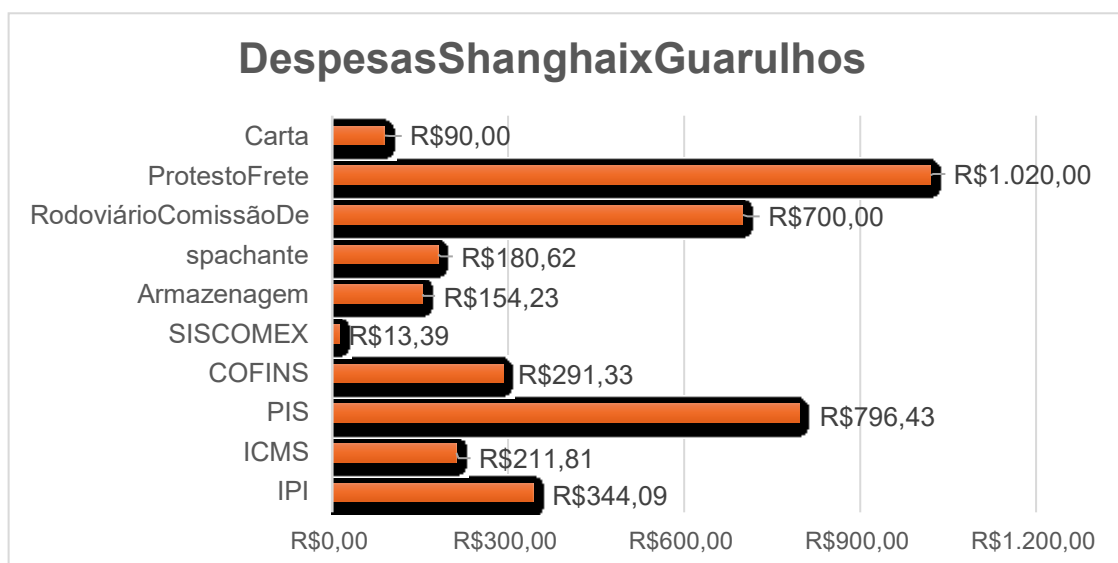 DespesasShanghaixGuarulhos
Carta R$90,00
ProtestoFrete R$1.020,00
RodoviárioComissãoDe R$700,00
spachante R$180,62
Armazenagem R$154,23
SISCOMEX R$13,39
COFINS R$291,33
PIS R$796,43
ICMS R$211,81
IPI R$344,09
R$0,00 R$300,00 R$600,00 R$900,00 R$1.200,00